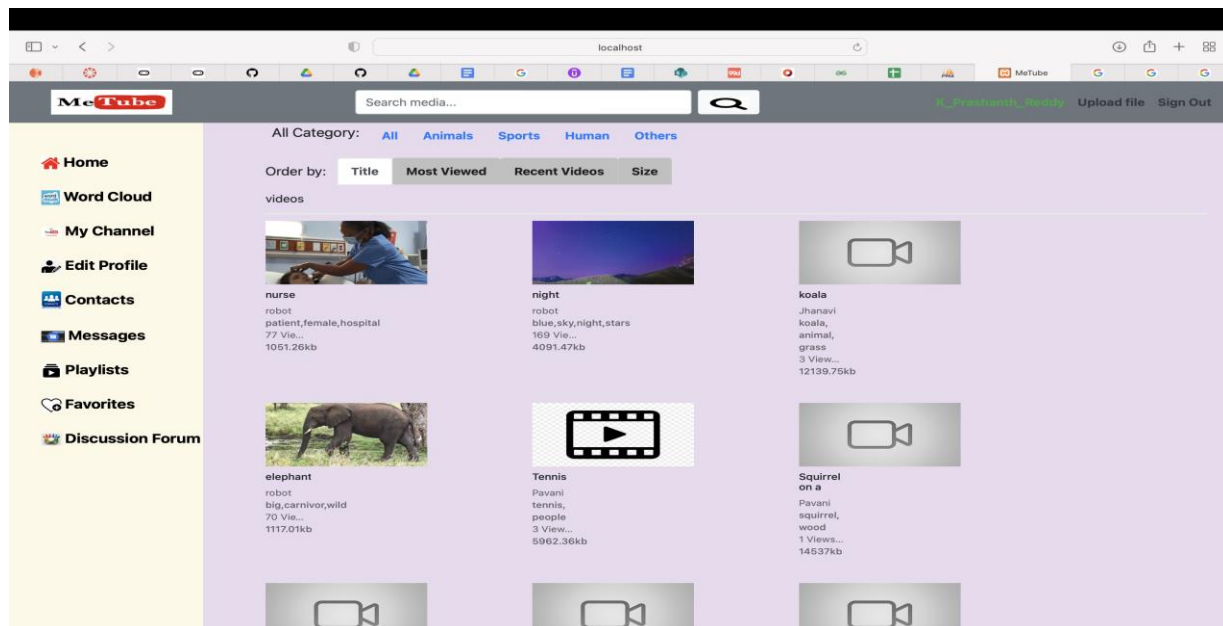 localhost
MeTube
MeTube
Search media...
K_Prashanth_Reddy
Upload file
Sign Out
All Category:
All
Animals
Sports
Human
Others
Home
Word Cloud
My Channel
Edit Profile
Contacts
Messages
Playlists
Favorites
Discussion Forum
Order by:
Title
Most Viewed
Recent Videos
Size
videos
nurse
robot
patient,female,hospital
77 Vie...
1051.26kb
night
robot
blue,sky,night,stars
169 Vie...
4091.47kb
koala
Jhanavi
koala,
animal,
grass
3 View...
12139.75kb
elephant
robot
big,carnivor,wild
70 Vie...
1117.01kb
Tennis
Pavani
tennis,
people
3 View...
5962.36kb
Squirrel
on a
Pavani
squirrel,
wood
1 Views...
14537kb